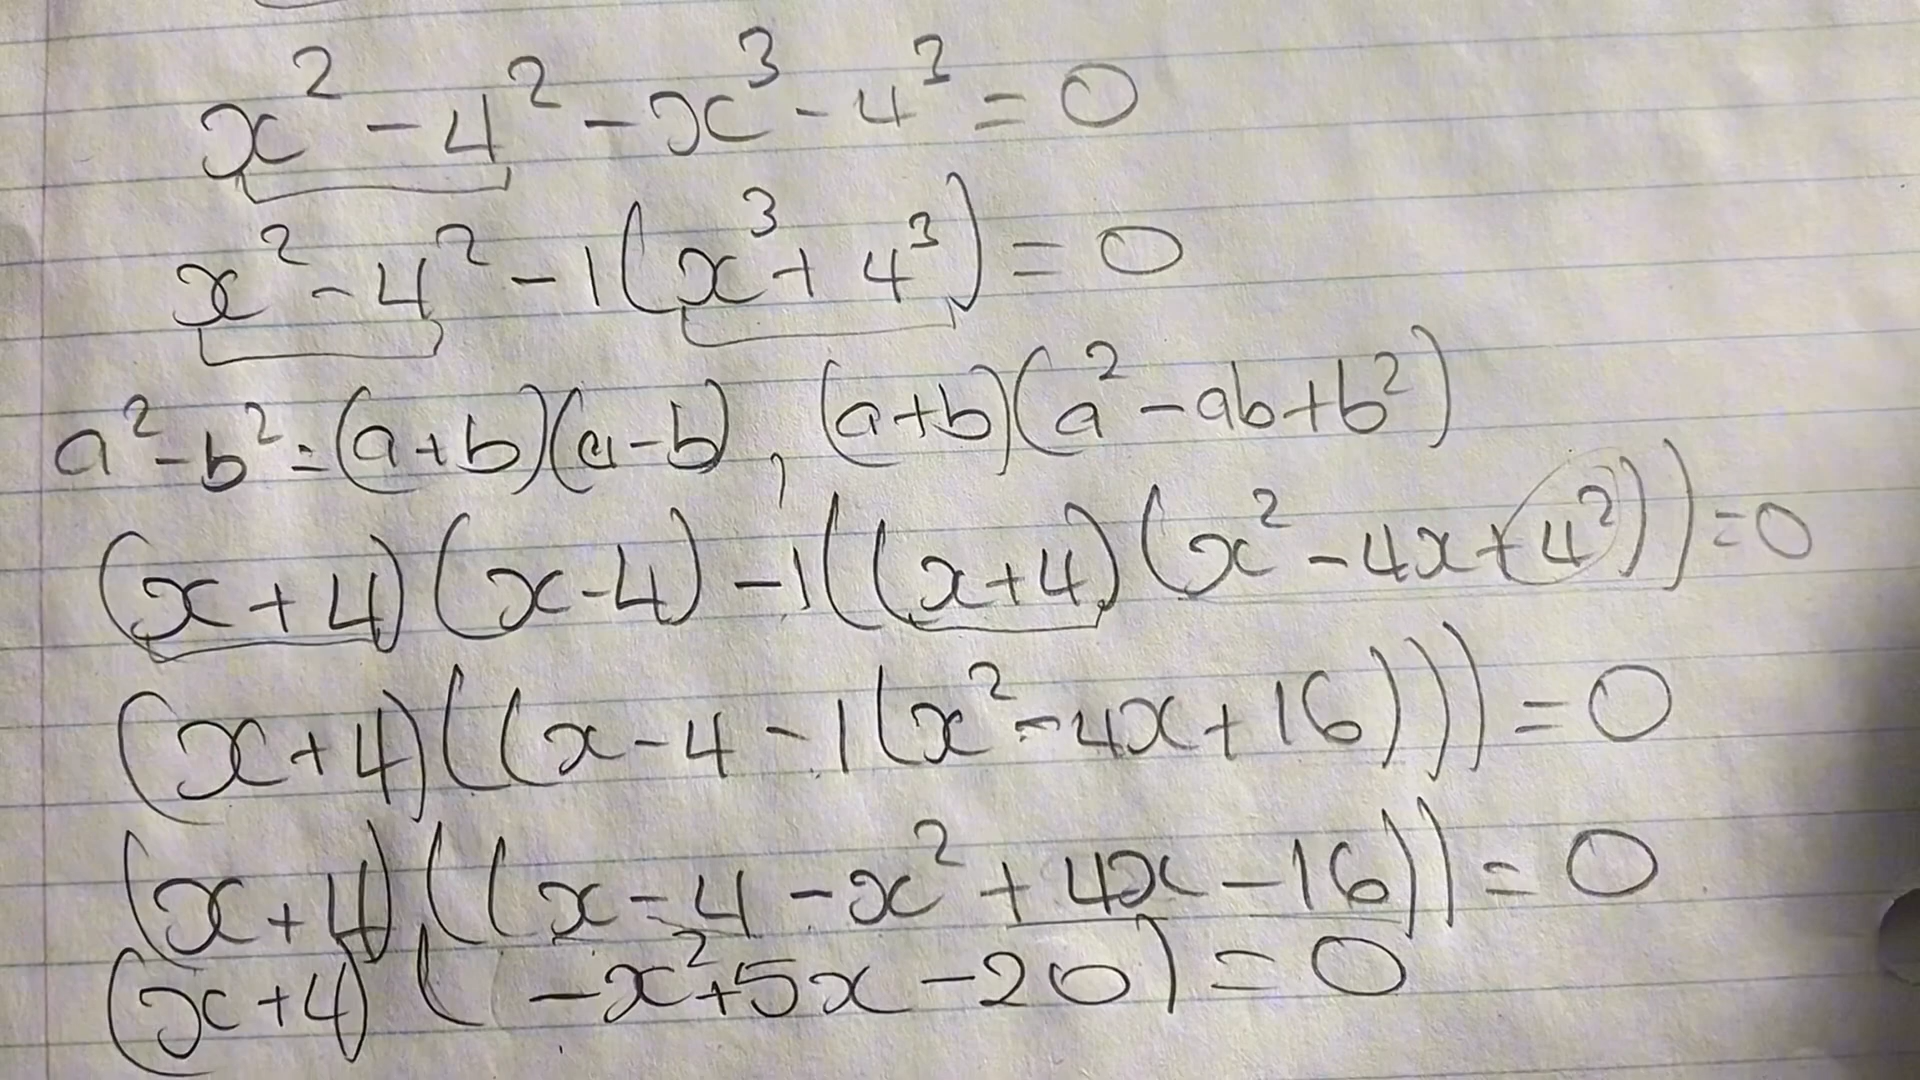 x² - 4² - x³ - 4³ = 0
x² - 4² - 1(x³ + 4³) = 0
a² - b² = (a+b)(a-b), (a+b)(a² - ab + b²)
(x+4)(x-4) - 1((x+4)(x² - 4x + 4²)) = 0
(x+4)((x - 4 - 1(x² - 4x + 16))) = 0
(x+4)((x - 4 - x² + 4x - 16)) = 0
(x+4)(-x² + 5x - 20) = 0